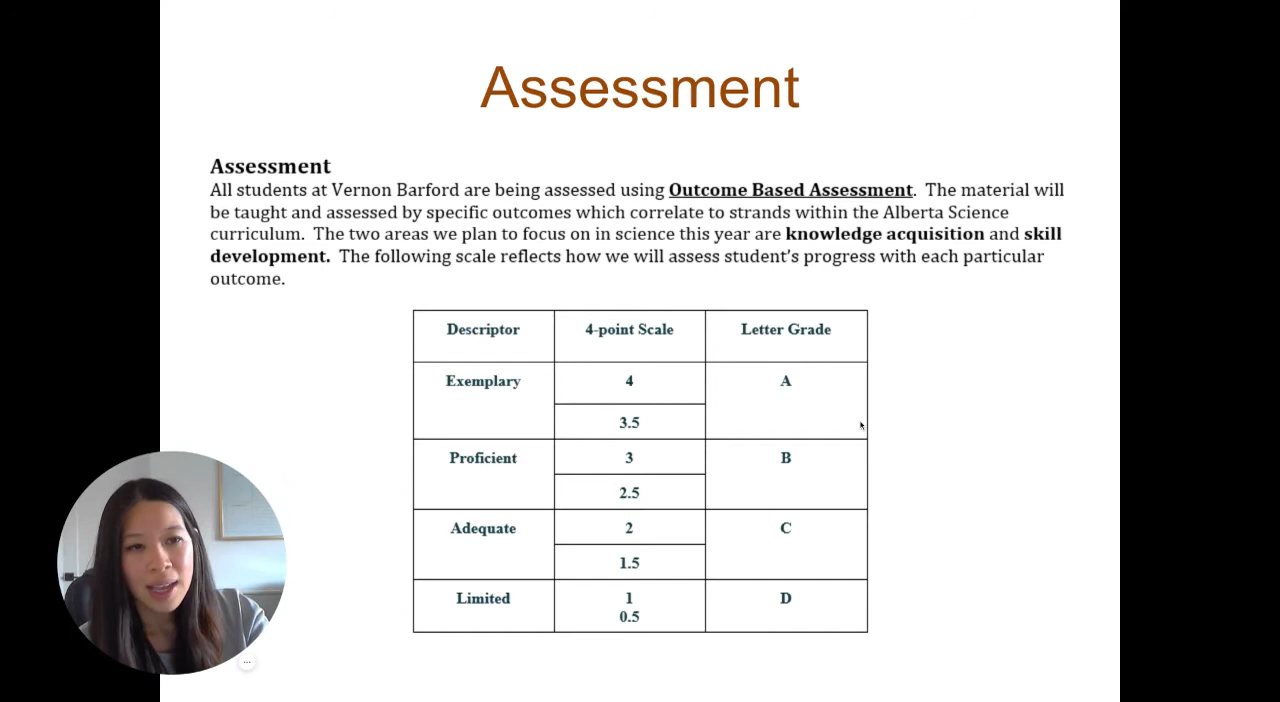 Assessment
Assessment
All students at Vernon Barford are being assessed using Outcome Based Assessment. The material will
be taught and assessed by specific outcomes which correlate to strands within the Alberta Science
curriculum. The two areas we plan to focus on in science this year are knowledge acquisition and skill
development. The following scale reflects how we will assess student's progress with each particular
outcome.
Descriptor 4-point Scale Letter Grade
Exemplary 4 A
3.5
Proficient 3 B
2.5
Adequate 2 C
1.5
Limited 1 D
0.5